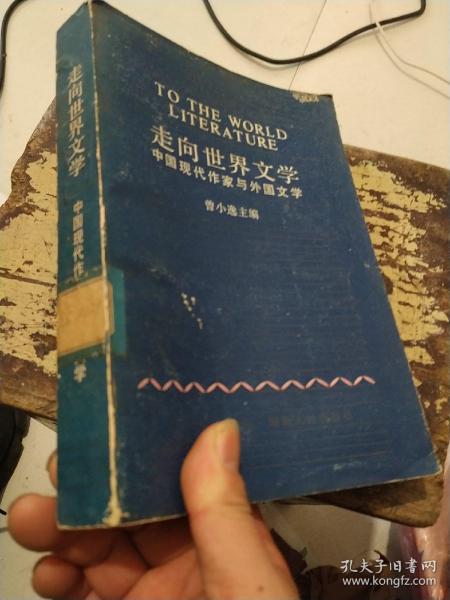 TO THE WORLD
LITERATURE
走向世界文学
中国现代作家与外国文学
曾小逸主编
走向世界文学
中国现代作
学
孔夫子旧书网
www.kongfz.com